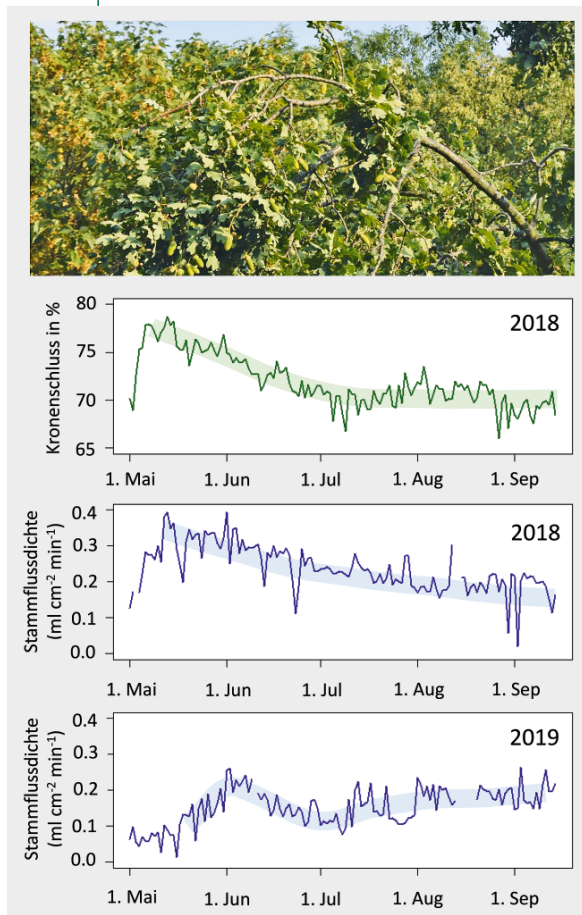 80
2018
75
70
65
Kronenschluss in %
1. Mai
1. Jun
1. Jul
1. Aug
1. Sep
0.4
2018
0.3
0.2
0.1
0.0
Stammflussdichte
(ml cm⁻² min⁻¹)
1. Mai
1. Jun
1. Jul
1. Aug
1. Sep
0.4
2019
0.3
0.2
0.1
0.0
Stammflussdichte
(ml cm⁻² min⁻¹)
1. Mai
1. Jun
1. Jul
1. Aug
1. Sep